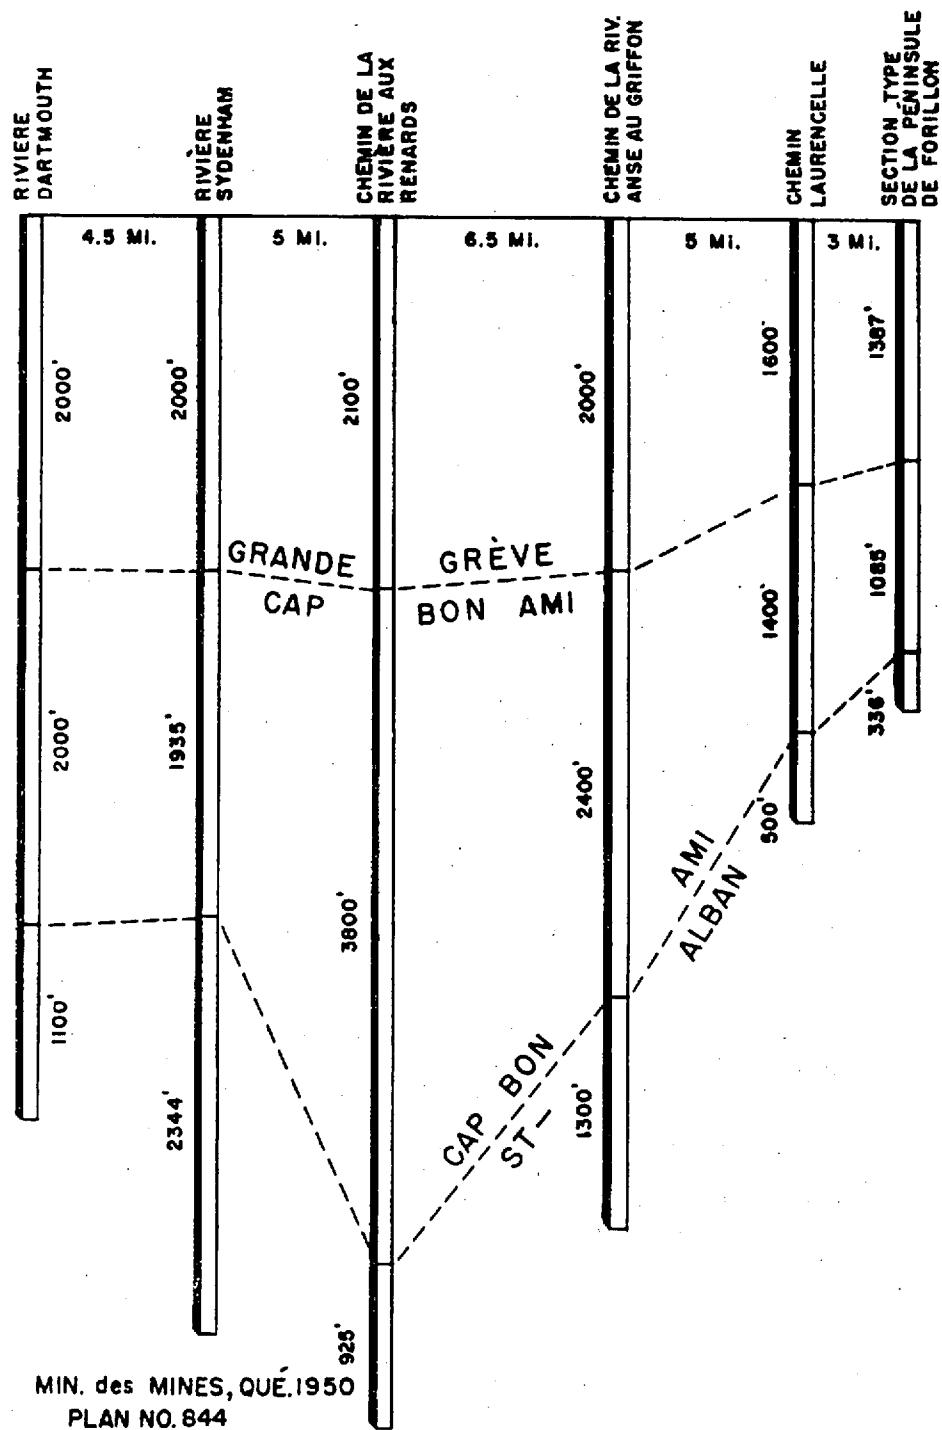 RIVIERE
DARTMOUTH
RIVIÈRE
SYDENHAM
CHEMIN DE LA
RIVIÈRE AUX
RENARDS
CHEMIN DE LA RIV.
ANSE AU GRIFFON
CHEMIN
LAURENCELLE
SECTION TYPE
DE LA PÉNINSULE
DE FORILLON
4.5 Mi.
5 Mi.
6.5 Mi.
5 Mi.
3 Mi.
2000'
2000'
2100'
2000'
1600'
1387'
GRANDE GRÈVE
CAP BON AMI
2000'
1935'
3800'
2400'
1400'
1085'
1100'
2344'
925'
1300'
500'
336'
CAP BON AMI
ST-ALBAN
MIN. des MINES, QUÉ. 1950
PLAN NO. 844